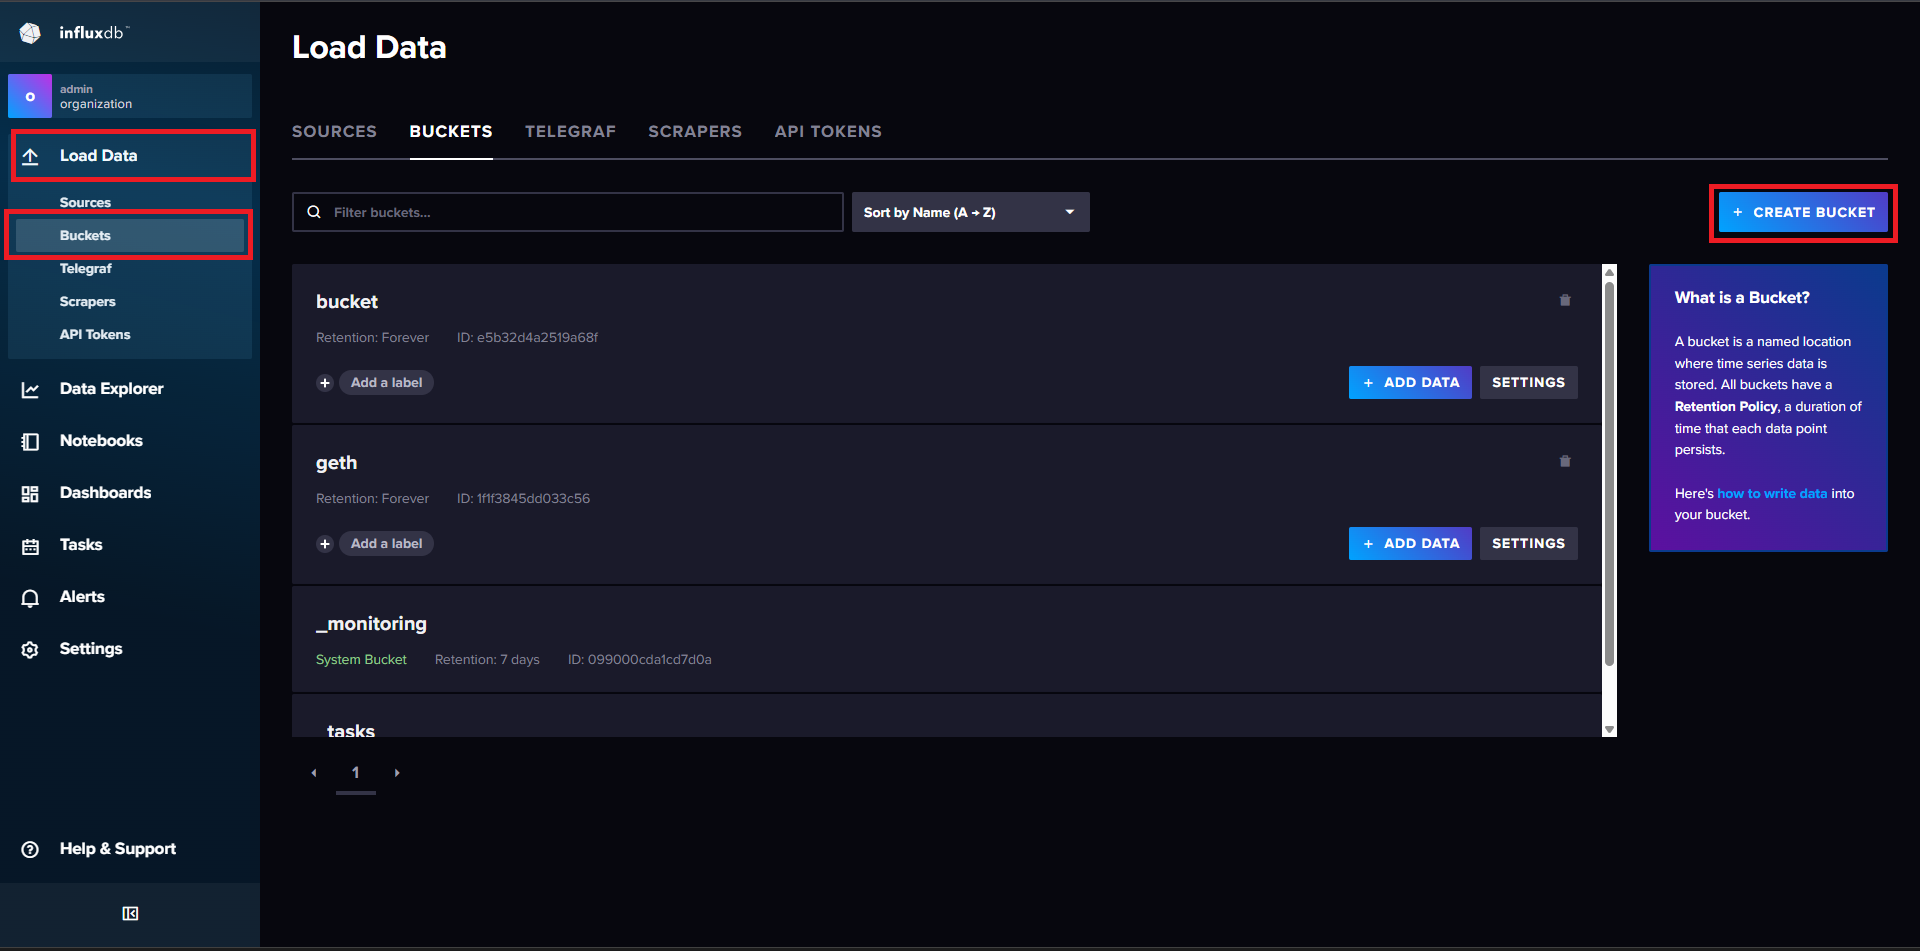 influxdb™
o
admin
organization
Load Data
Sources
Buckets
Telegraf
Scrapers
API Tokens
Data Explorer
Notebooks
Dashboards
Tasks
Alerts
Settings
Help & Support
Load Data
SOURCES BUCKETS TELEGRAF SCRAPERS API TOKENS
Filter buckets... Sort by Name (A → Z) + CREATE BUCKET
bucket
Retention: Forever ID: e5b32d4a2519a68f
+ Add a label + ADD DATA SETTINGS
geth
Retention: Forever ID: 1f1f3845dd033c56
+ Add a label + ADD DATA SETTINGS
_monitoring
System Bucket Retention: 7 days ID: 099000cda1cd7d0a
_tasks
1
What is a Bucket?
A bucket is a named location
where time series data is
stored. All buckets have a
Retention Policy, a duration of
time that each data point
persists.
Here's how to write data into
your bucket.